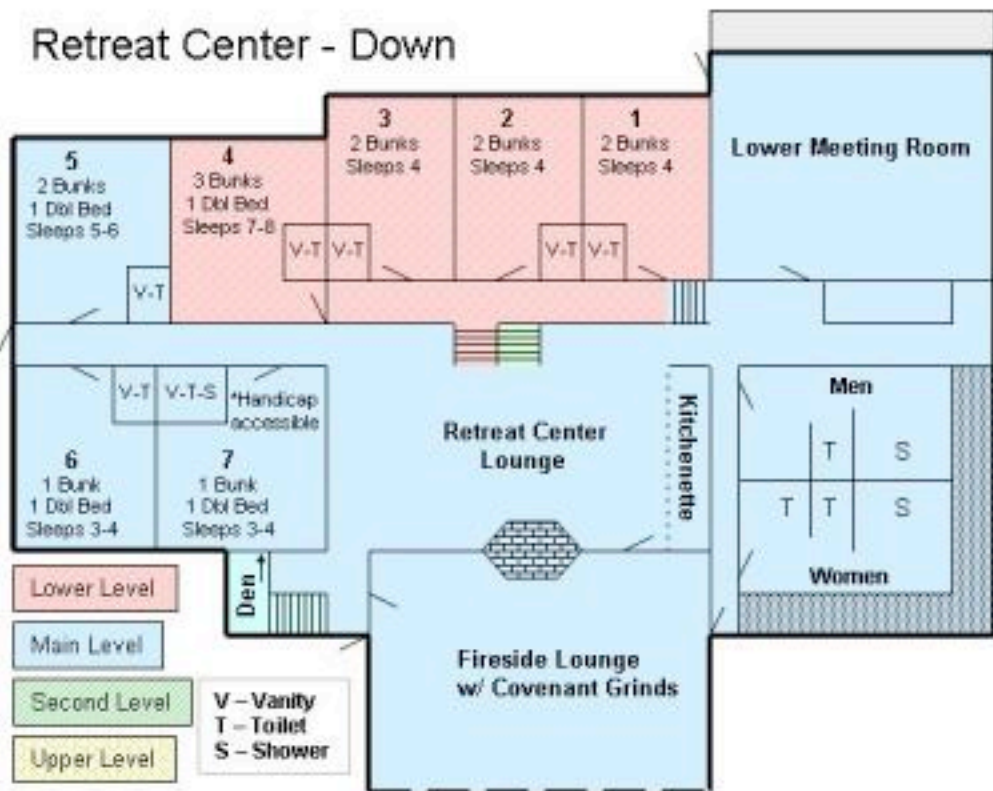 Retreat Center - Down
5
2 Bunks
1 Dbl Bed
Sleeps 5-6
V-T
4
3 Bunks
1 Dbl Bed
Sleeps 7-8
V-T
3
2 Bunks
Sleeps 4
V-T
2
2 Bunks
Sleeps 4
V-T
1
2 Bunks
Sleeps 4
V-T
Lower Meeting Room
6
1 Bunk
1 Dbl Bed
Sleeps 3-4
V-T
V-T-S
*Handicap
accessible
7
1 Bunk
1 Dbl Bed
Sleeps 3-4
Retreat Center
Lounge
Kitchenette
Men
T
S
T
T
S
Women
Den
Fireside Lounge
w/ Covenant Grinds
Lower Level
Main Level
Second Level
Upper Level
V – Vanity
T – Toilet
S – Shower